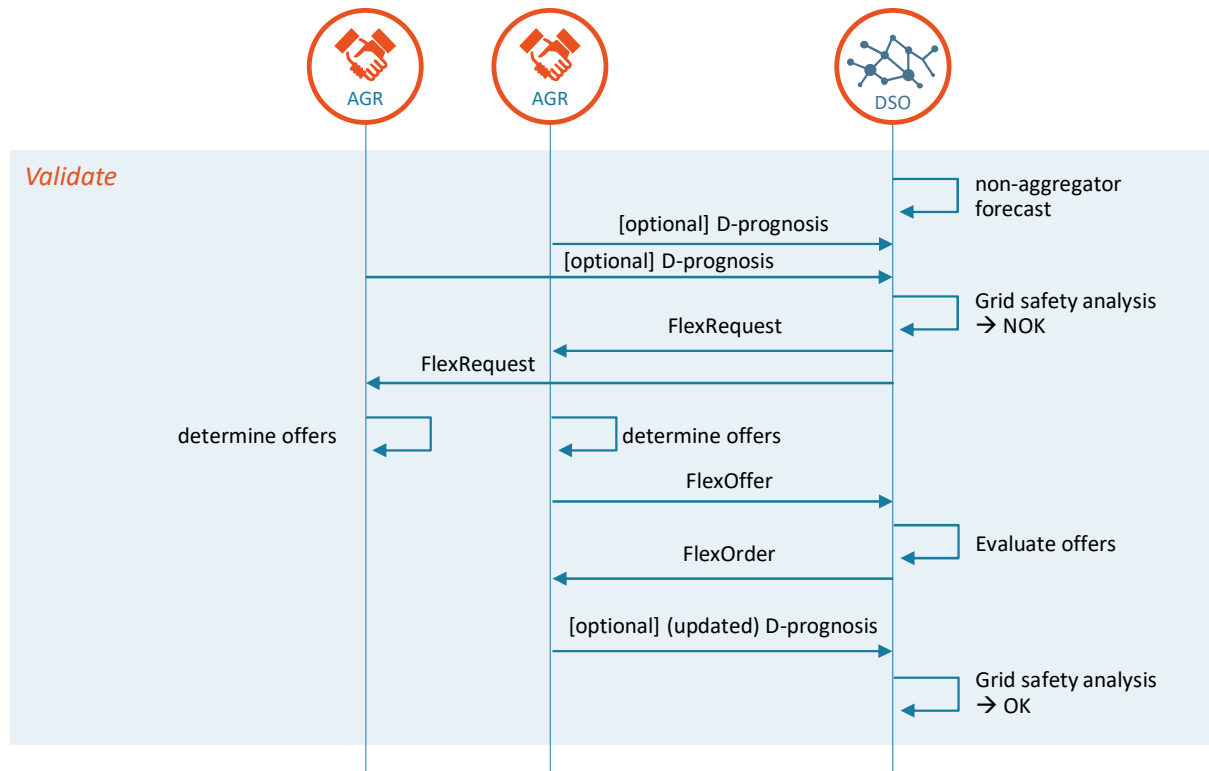 AGR
AGR
DSO
Validate
non-aggregator
forecast
[optional] D-prognosis
[optional] D-prognosis
Grid safety analysis
→ NOK
FlexRequest
FlexRequest
determine offers
determine offers
FlexOffer
Evaluate offers
FlexOrder
[optional] (updated) D-prognosis
Grid safety analysis
→ OK